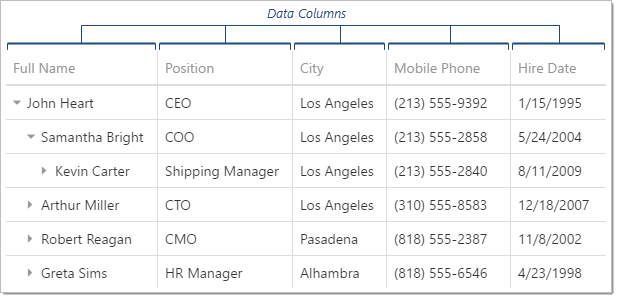 Data Columns
Full Name Position City Mobile Phone Hire Date
John Heart CEO Los Angeles (213) 555-9392 1/15/1995
Samantha Bright COO Los Angeles (213) 555-2858 5/24/2004
Kevin Carter Shipping Manager Los Angeles (213) 555-2840 8/11/2009
Arthur Miller CTO Los Angeles (310) 555-8583 12/18/2007
Robert Reagan CMO Pasadena (818) 555-2387 11/8/2002
Greta Sims HR Manager Alhambra (818) 555-6546 4/23/1998